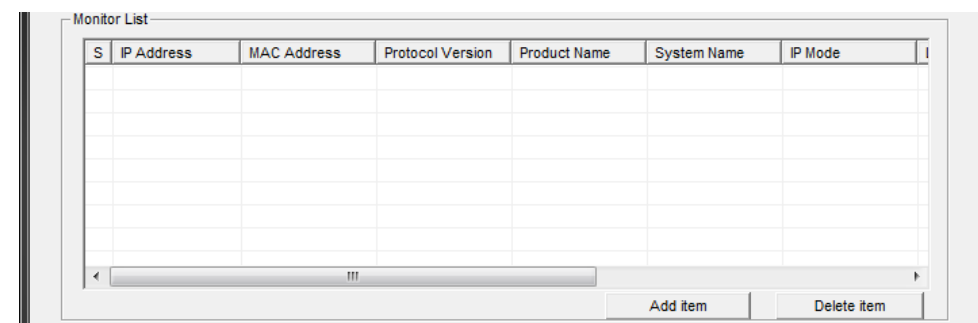 Monitor List
S IP Address MAC Address Protocol Version Product Name System Name IP Mode
Add item Delete item